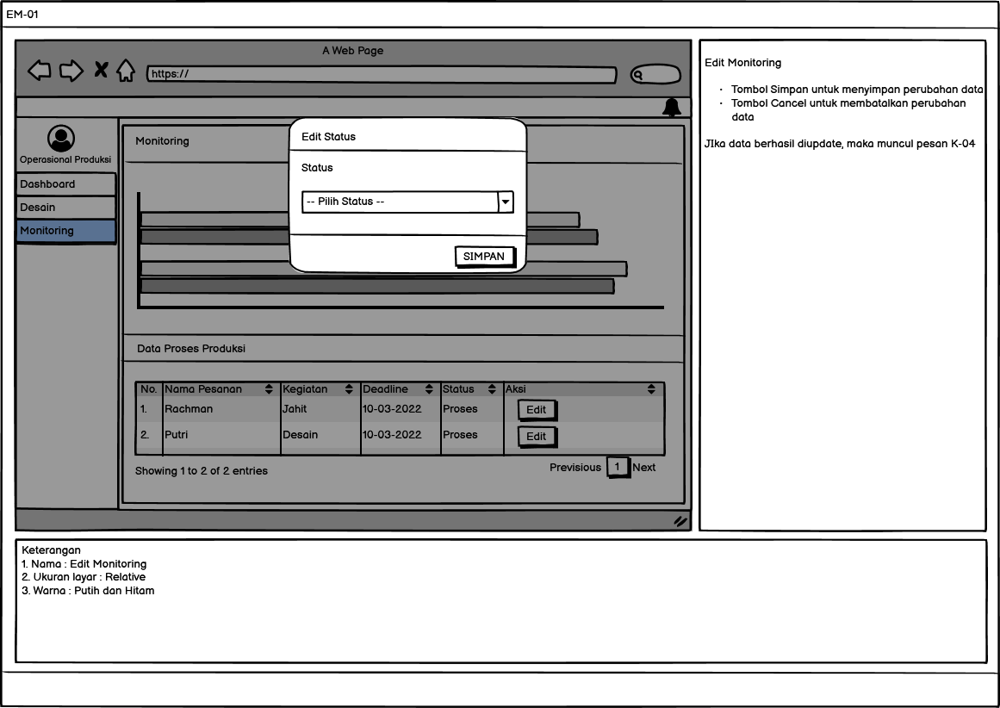 EM-01
A Web Page
https://
Operasional Produksi
Dashboard
Desain
Monitoring
Monitoring
Edit Status
Status
-- Pilih Status --
SIMPAN
Data Proses Produksi
No. Nama Pesanan Kegiatan Deadline Status Aksi
1. Rachman Jahit 10-03-2022 Proses Edit
2. Putri Desain 10-03-2022 Proses Edit
Showing 1 to 2 of 2 entries
Previsious 1 Next
Edit Monitoring
· Tombol Simpan untuk menyimpan perubahan data
· Tombol Cancel untuk membatalkan perubahan
data
JIka data berhasil diupdate, maka muncul pesan K-04
Keterangan
1. Nama : Edit Monitoring
2. Ukuran layar : Relative
3. Warna : Putih dan Hitam